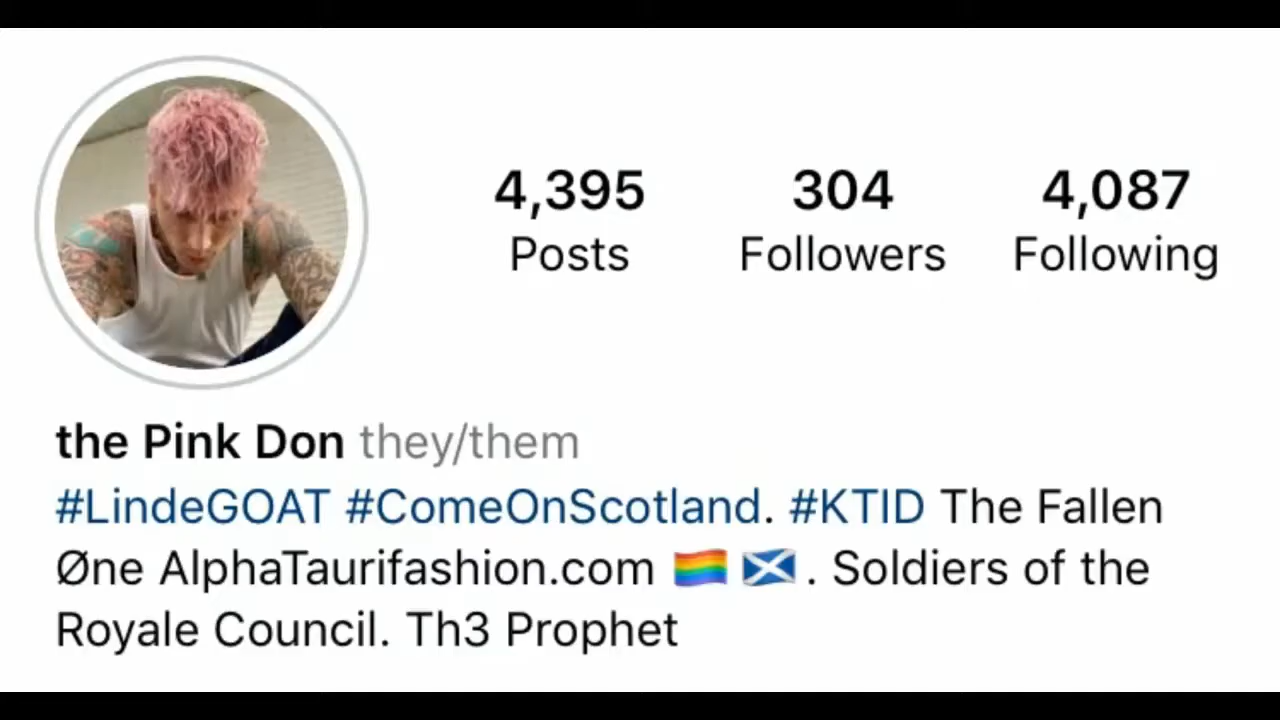 4,395 304 4,087
Posts Followers Following
the Pink Don they/them
#LindeGOAT #ComeOnScotland. #KTID The Fallen
Øne AlphaTaurifashion.com 🏳️‍🌈 🏴󠁧󠁢󠁳󠁣󠁴󠁿. Soldiers of the
Royale Council. Th3 Prophet